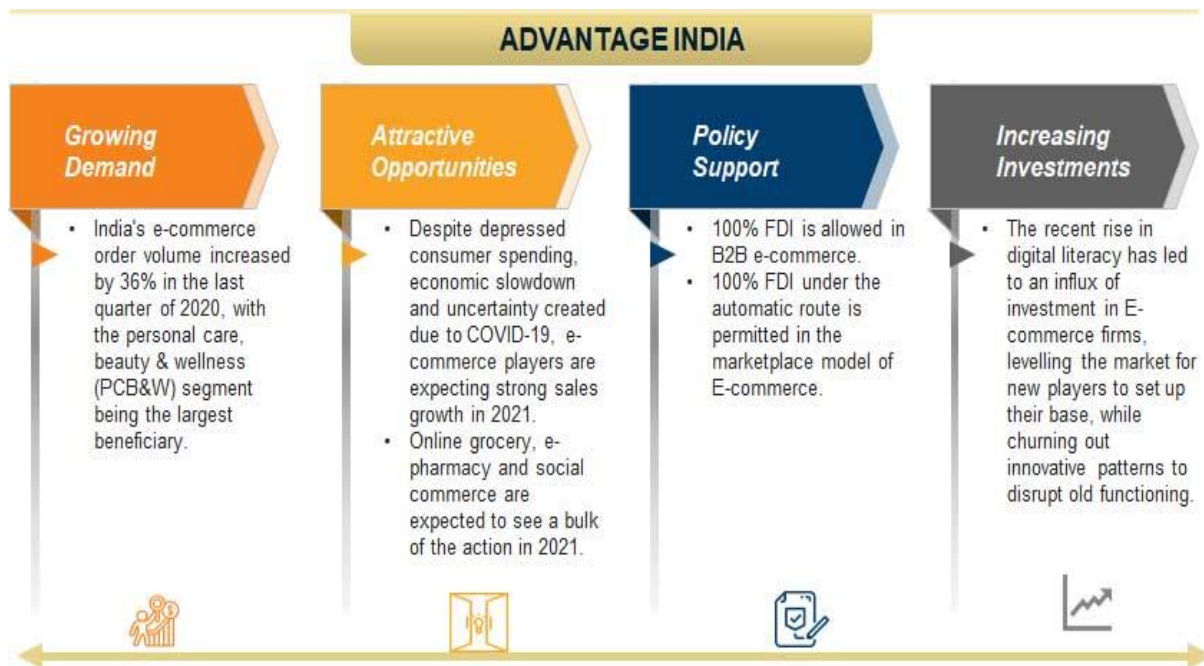 ADVANTAGE INDIA
Growing
Demand
• India's e-commerce
order volume increased
by 36% in the last
quarter of 2020, with
the personal care,
beauty & wellness
(PCB&W) segment
being the largest
beneficiary.
Attractive
Opportunities
• Despite depressed
consumer spending,
economic slowdown
and uncertainty created
due to COVID-19, e-
commerce players are
expecting strong sales
growth in 2021.
• Online grocery, e-
pharmacy and social
commerce are
expected to see a bulk
of the action in 2021.
Policy
Support
• 100% FDI is allowed in
B2B e-commerce.
• 100% FDI under the
automatic route is
permitted in the
marketplace model of
E-commerce.
Increasing
Investments
• The recent rise in
digital literacy has led
to an influx of
investment in E-
commerce firms,
levelling the market for
new players to set up
their base, while
churning out
innovative patterns to
disrupt old functioning.